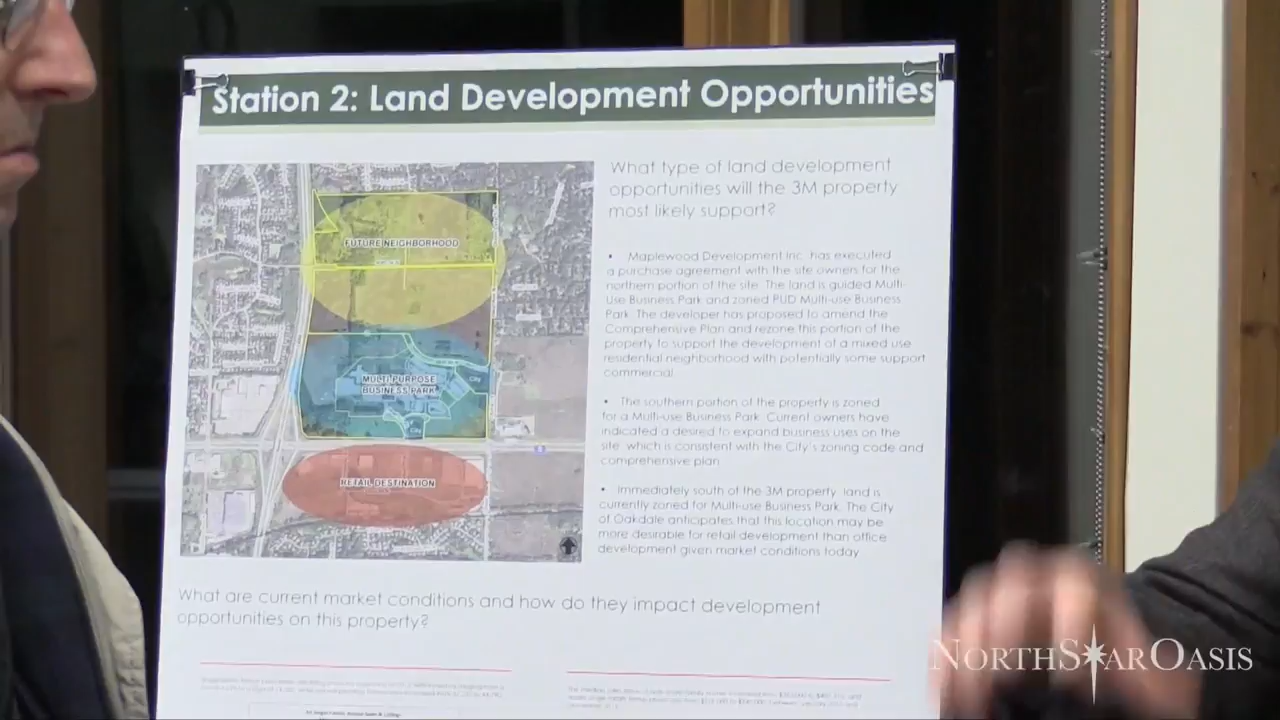 Station 2: Land Development Opportunities
FUTURE NEIGHBORHOOD
MULTI-PURPOSE
BUSINESS PARK
City
City
RETAIL DESTINATION
What type of land development
opportunities will the 3M property
most likely support?
• Maplewood Development Inc. has executed
a purchase agreement with the site owners for the
northern portion of the site. The land is guided Multi-
Use Business Park and zoned PUD Multi-use Business
Park. The developer has proposed to amend the
Comprehensive Plan and rezone this portion of the
property to support the development of a mixed use
residential neighborhood with potentially some support
commercial.
• The southern portion of the property is zoned
for a Multi-use Business Park. Current owners have
indicated a desired to expand business uses on the
site, which is consistent with the City's zoning code and
comprehensive plan.
• Immediately south of the 3M property, land is
currently zoned for Multi-use Business Park. The City
of Oakdale anticipates that this location may be
more desirable for retail development than office
development given market conditions today.
What are current market conditions and how do they impact development
opportunities on this property?
NORTHSTAROASIS